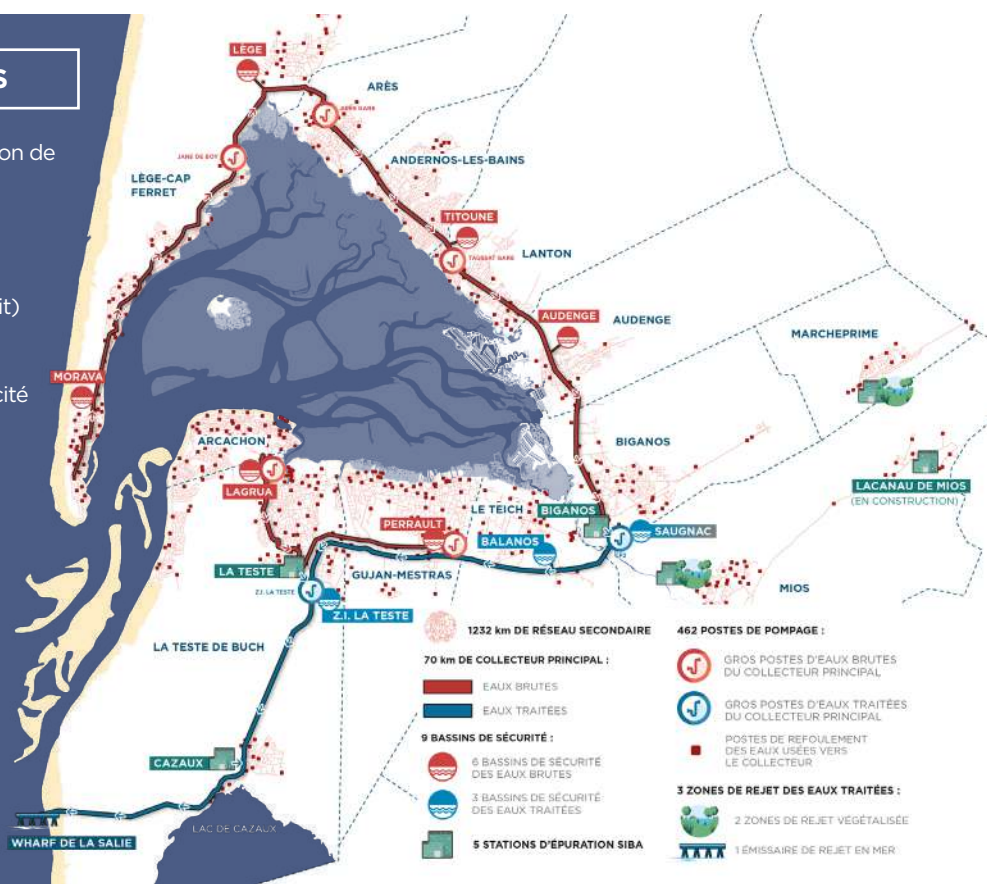 S
on de
it)
cité
LÈGE
ARÈS
ARÈS GARE
JANE DE BOY
LÈGE-CAP
FERRET
ANDERNOS-LES-BAINS
TITOUNE
TAUSSAT GARE
LANTON
AUDENGE
AUDENGE
MARCHEPRIME
MORAVA
ARCACHON
LAGRUA
BIGANOS
LACANAU DE MIOS
(EN CONSTRUCTION)
PERRAULT
LE TEICH
BIGANOS
BALANOS
SAUGNAC
LA TESTE
GUJAN-MESTRAS
MIOS
Z.I. LA TESTE
Z.I. LA TESTE
LA TESTE DE BUCH
CAZAUX
LAC DE CAZAUX
WHARF DE LA SALIE
1232 km DE RÉSEAU SECONDAIRE
70 km DE COLLECTEUR PRINCIPAL :
EAUX BRUTES
EAUX TRAITÉES
9 BASSINS DE SÉCURITÉ :
6 BASSINS DE SÉCURITÉ
DES EAUX BRUTES
3 BASSINS DE SÉCURITÉ
DES EAUX TRAITÉES
5 STATIONS D'ÉPURATION SIBA
462 POSTES DE POMPAGE :
GROS POSTES D'EAUX BRUTES
DU COLLECTEUR PRINCIPAL
GROS POSTES D'EAUX TRAITÉES
DU COLLECTEUR PRINCIPAL
POSTES DE REFOULEMENT
DES EAUX USÉES VERS
LE COLLECTEUR
3 ZONES DE REJET DES EAUX TRAITÉES :
2 ZONES DE REJET VÉGÉTALISÉE
1 ÉMISSAIRE DE REJET EN MER